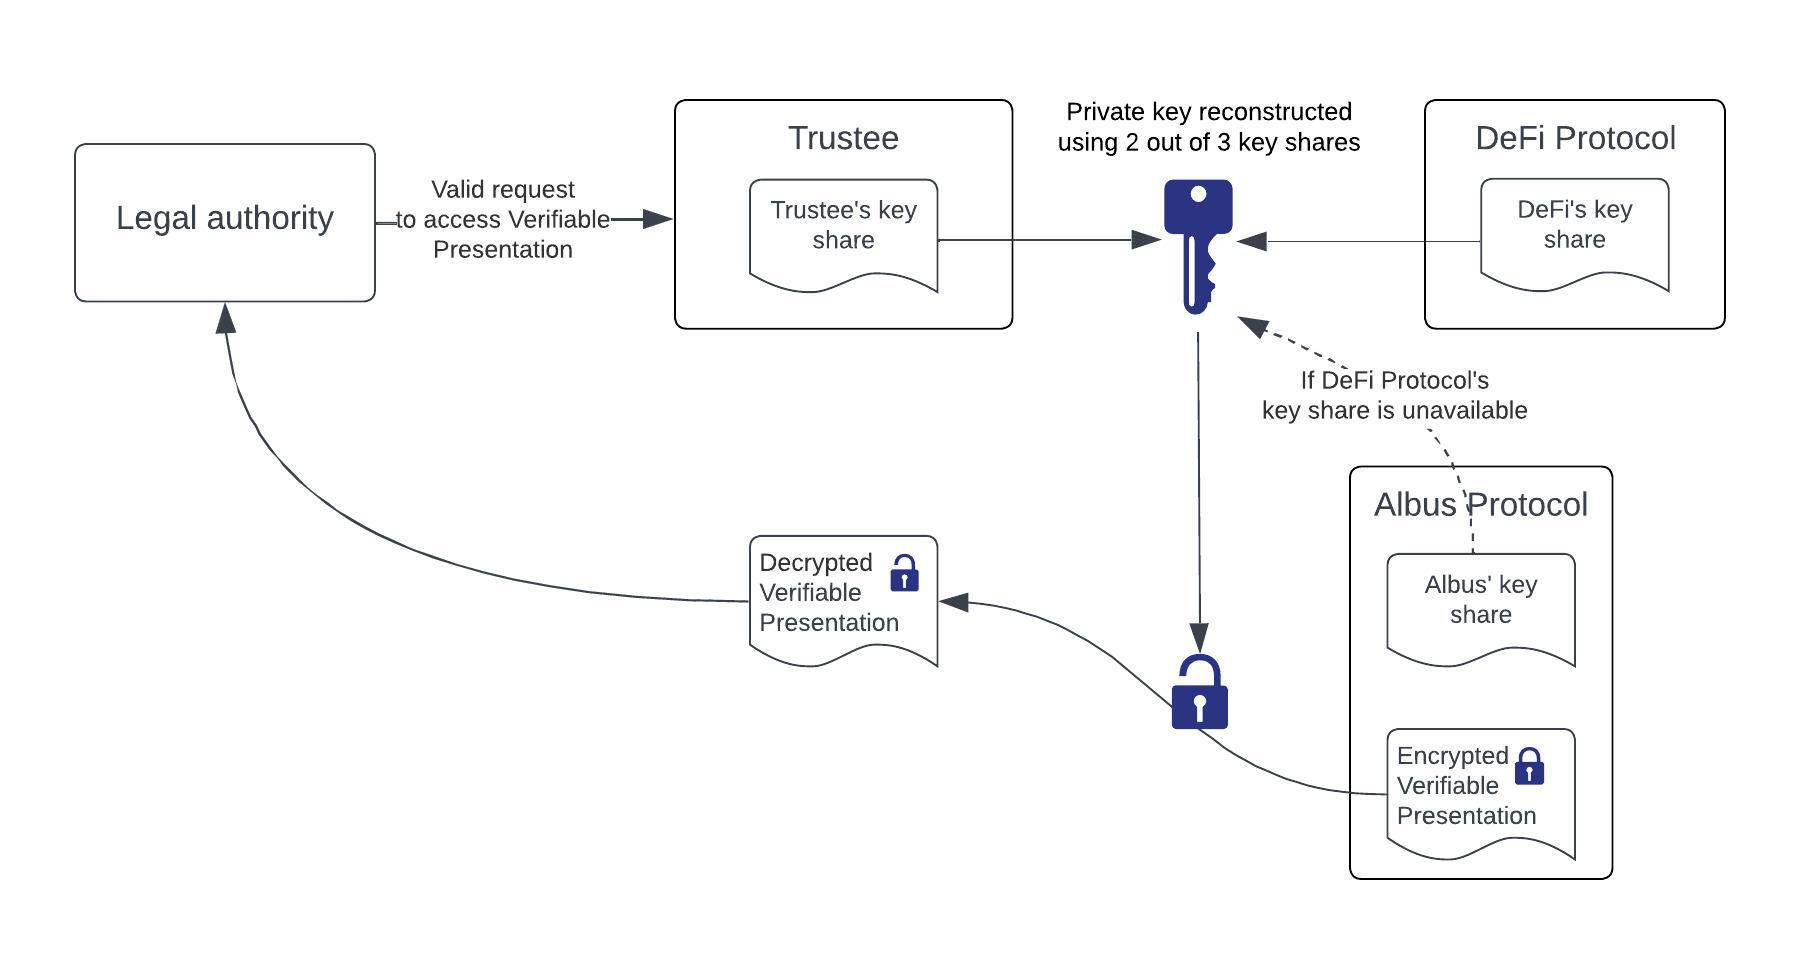 Legal authority
Valid request
to access Verifiable
Presentation
Trustee
Trustee's key
share
Private key reconstructed
using 2 out of 3 key shares
DeFi Protocol
DeFi's key
share
If DeFi Protocol's
key share is unavailable
Albus Protocol
Albus' key
share
Decrypted
Verifiable
Presentation
Encrypted
Verifiable
Presentation